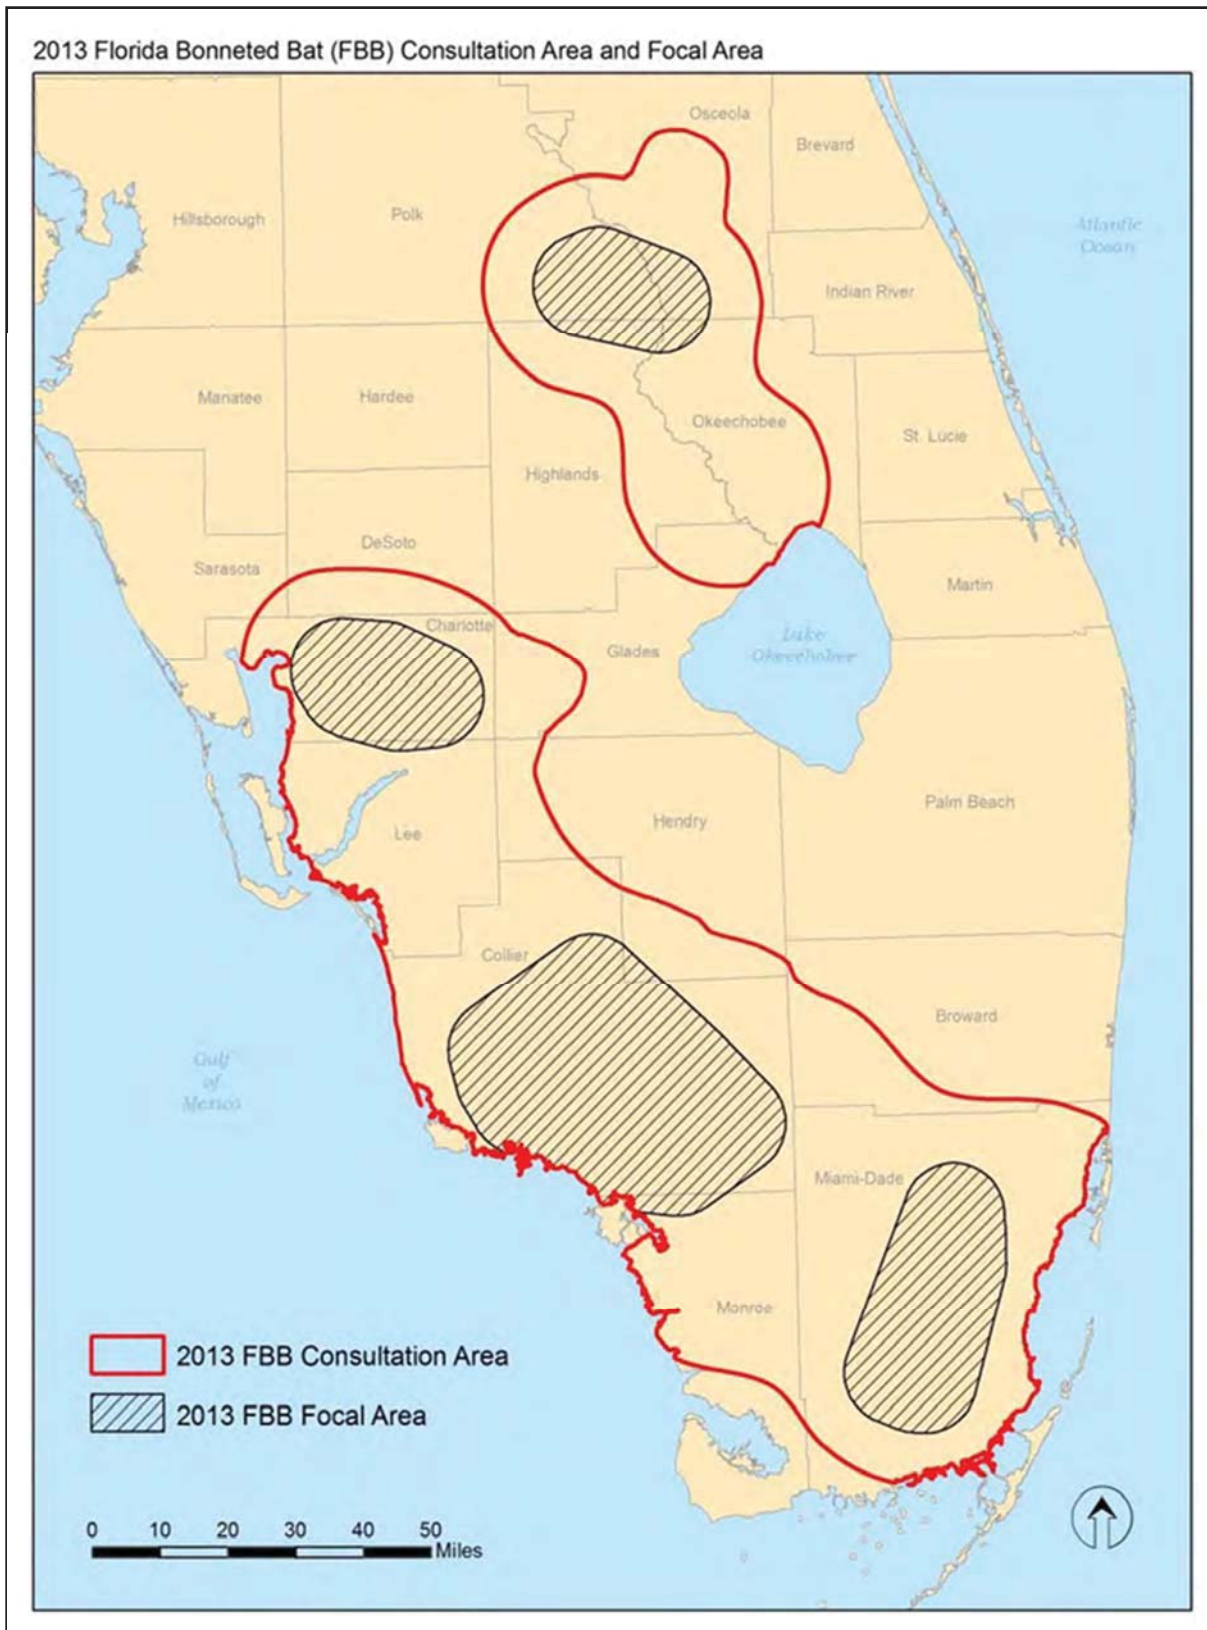 2013 Florida Bonneted Bat (FBB) Consultation Area and Focal Area
Osceola
Brevard
Hillsborough
Polk
Atlantic
Ocean
Indian River
Manatee
Hardee
Okeechobee
St. Lucie
Highlands
DeSoto
Sarasota
Martin
Charlotte
Glades
Lake
Okeechobee
Palm Beach
Hendry
Lee
Collier
Broward
Gulf
of
Mexico
Miami-Dade
Monroe
2013 FBB Consultation Area
2013 FBB Focal Area
0 10 20 30 40 50
Miles